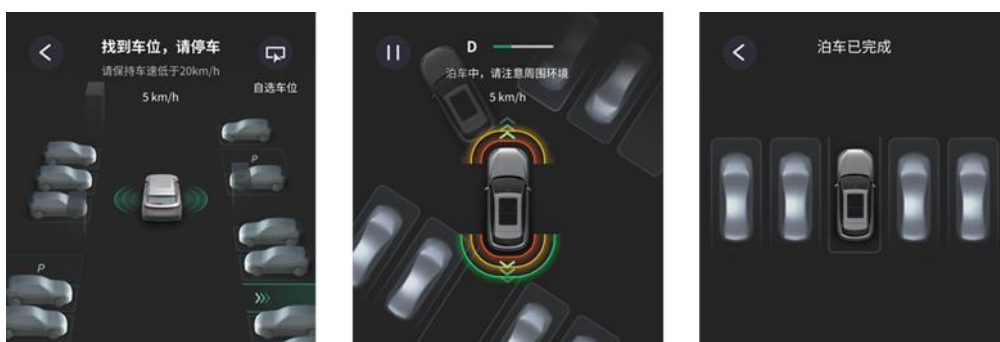 找到车位，请停车
请保持车速低于20km/h
5 km/h
自选车位
P
P
D
泊车中，请注意周围环境
5 km/h
泊车已完成